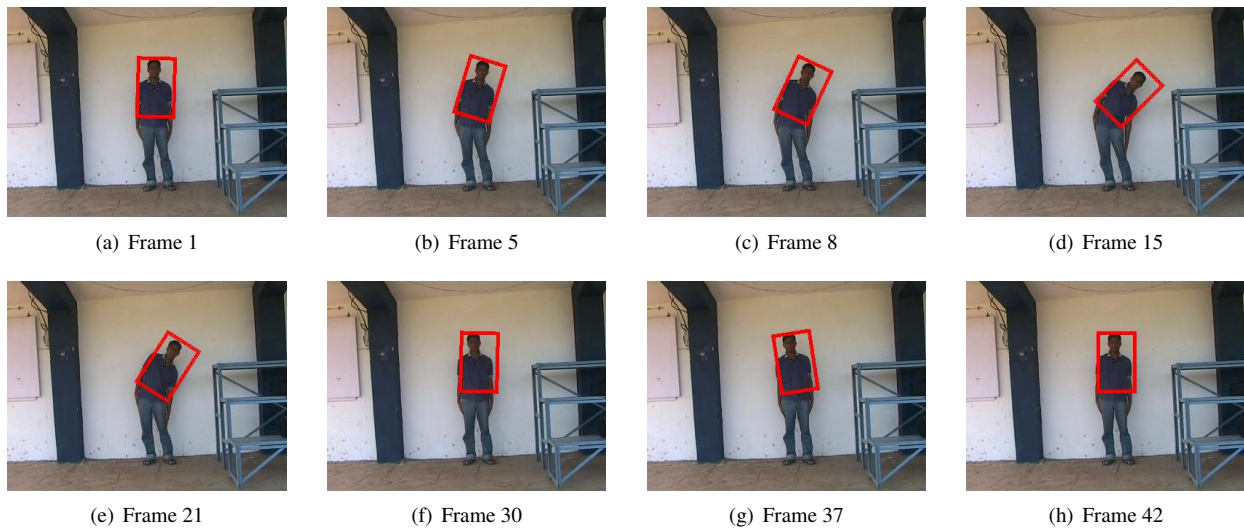 (a) Frame 1
(b) Frame 5
(c) Frame 8
(d) Frame 15
(e) Frame 21
(f) Frame 30
(g) Frame 37
(h) Frame 42